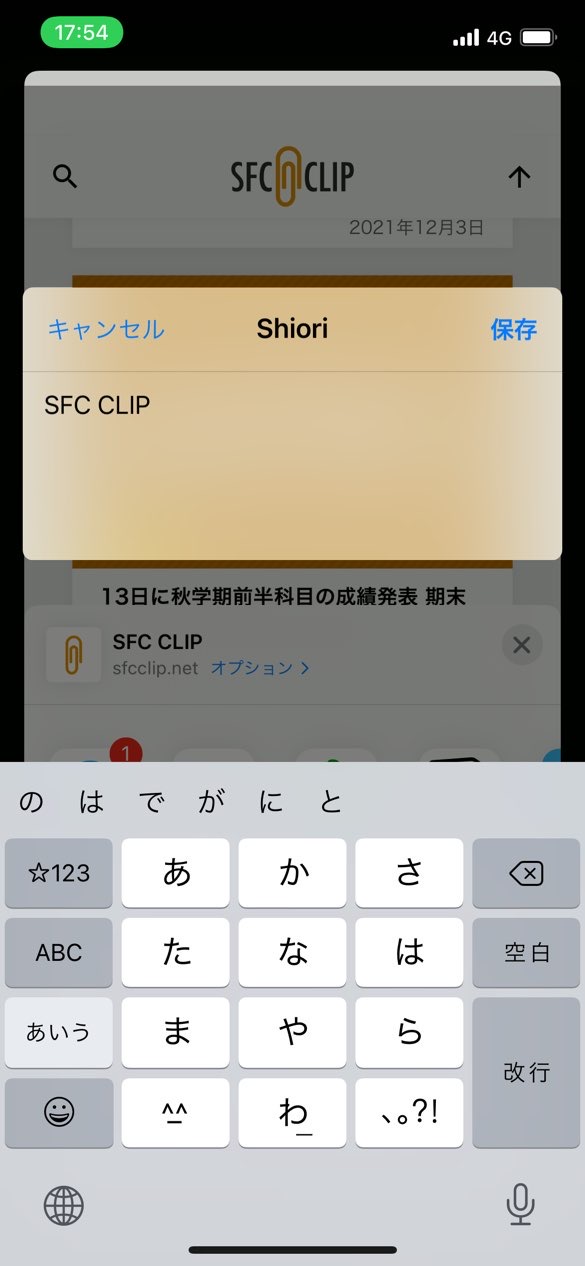 17:54
4G
SFC CLIP
2021年12月3日
キャンセル Shiori 保存
SFC CLIP
13日に秋学期前半科目の成績発表 期末
SFC CLIP
sfcclip.net オプション
1
の は で が に と
☆123 あ か さ
ABC た な は 空白
あいう ま や ら
改行
^^ わ 、。?!